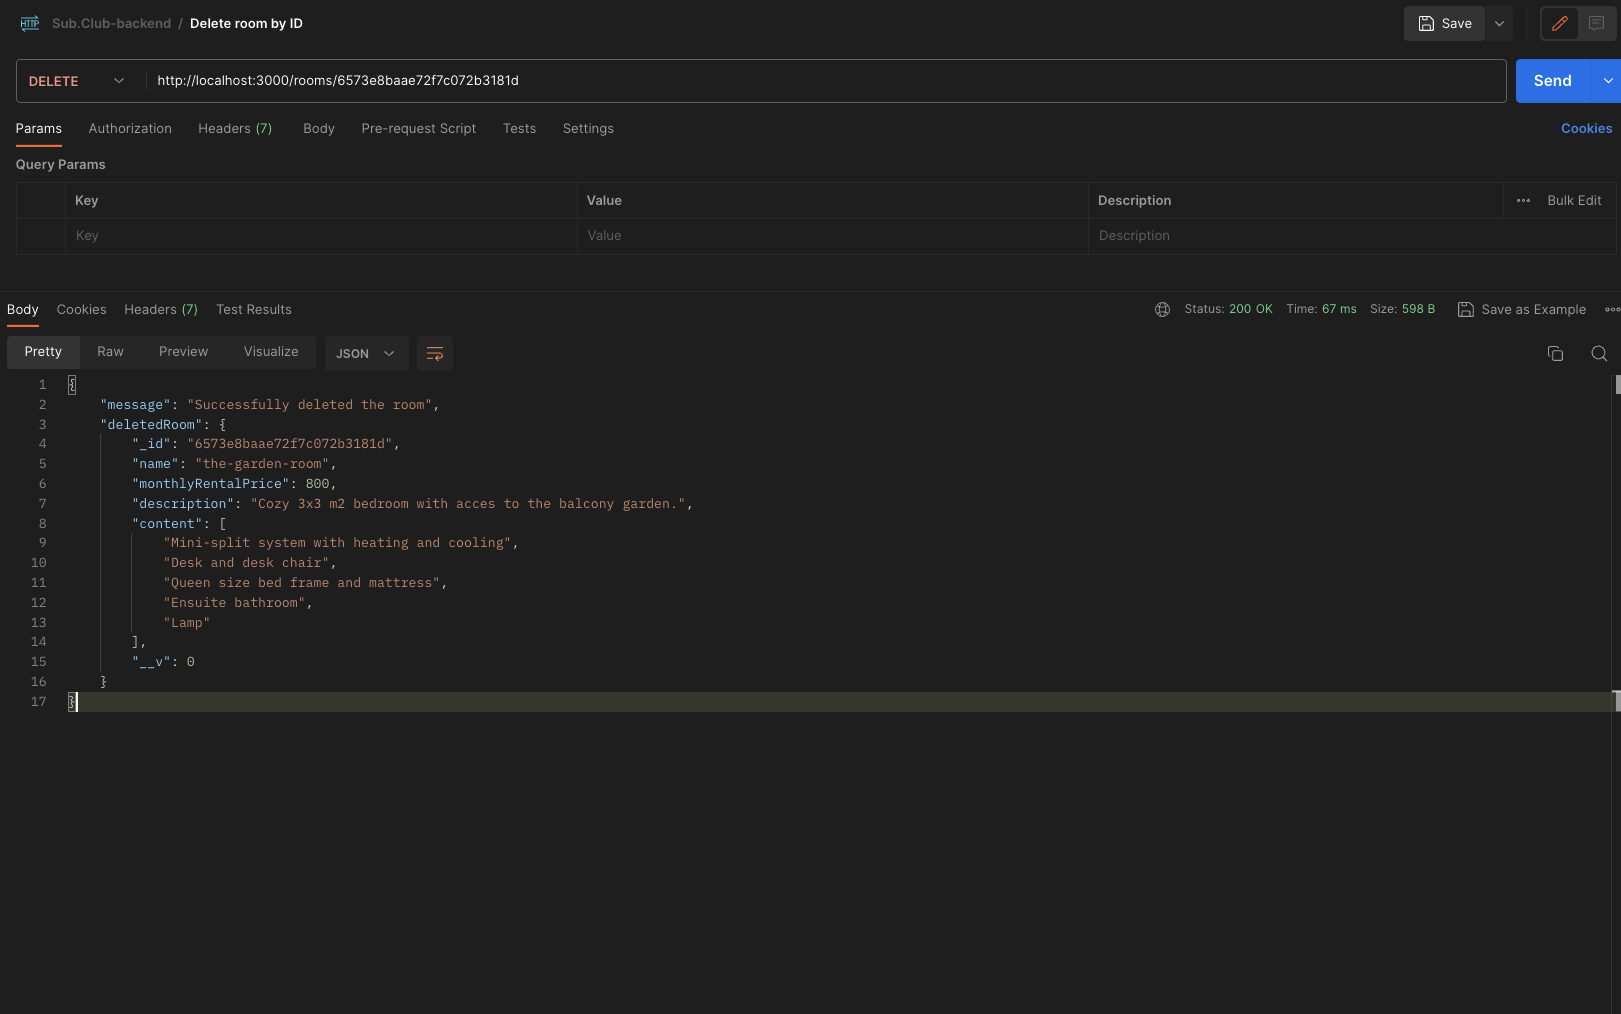 HTTP Sub.Club-backend / Delete room by ID Save
DELETE http://localhost:3000/rooms/6573e8baae72f7c072b3181d Send
Params Authorization Headers (7) Body Pre-request Script Tests Settings Cookies
Query Params
Key Value Description ••• Bulk Edit
Key Value Description
Body Cookies Headers (7) Test Results Status: 200 OK Time: 67 ms Size: 598 B Save as Example
Pretty Raw Preview Visualize JSON
1 {
2 "message": "Successfully deleted the room",
3 "deletedRoom": {
4 "_id": "6573e8baae72f7c072b3181d",
5 "name": "the-garden-room",
6 "monthlyRentalPrice": 800,
7 "description": "Cozy 3x3 m2 bedroom with acces to the balcony garden.",
8 "content": [
9 "Mini-split system with heating and cooling",
10 "Desk and desk chair",
11 "Queen size bed frame and mattress",
12 "Ensuite bathroom",
13 "Lamp"
14 ],
15 "__v": 0
16 }
17 }